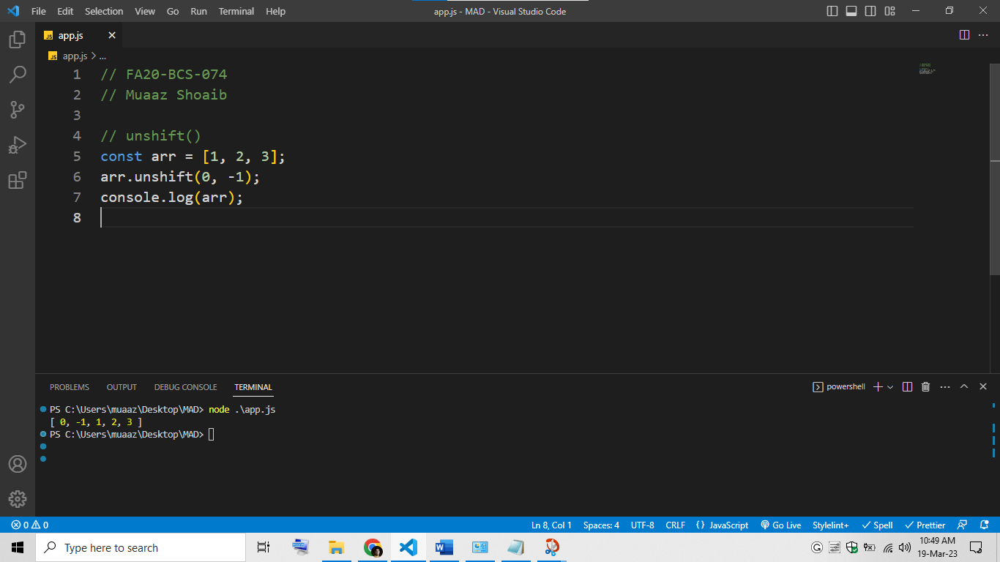 File Edit Selection View Go Run Terminal Help
app.js - MAD - Visual Studio Code
JS app.js
JS app.js > ...
1 // FA20-BCS-074
2 // Muaaz Shoaib
3
4 // unshift()
5 const arr = [1, 2, 3];
6 arr.unshift(0, -1);
7 console.log(arr);
8
PROBLEMS OUTPUT DEBUG CONSOLE TERMINAL
powershell
PS C:\Users\muaaz\Desktop\MAD> node .\app.js
[ 0, -1, 1, 2, 3 ]
PS C:\Users\muaaz\Desktop\MAD>
0 0 Ln 8, Col 1 Spaces: 4 UTF-8 CRLF {} JavaScript Go Live Stylelint+ Spell Prettier
Type here to search
10:49 AM
19-Mar-23